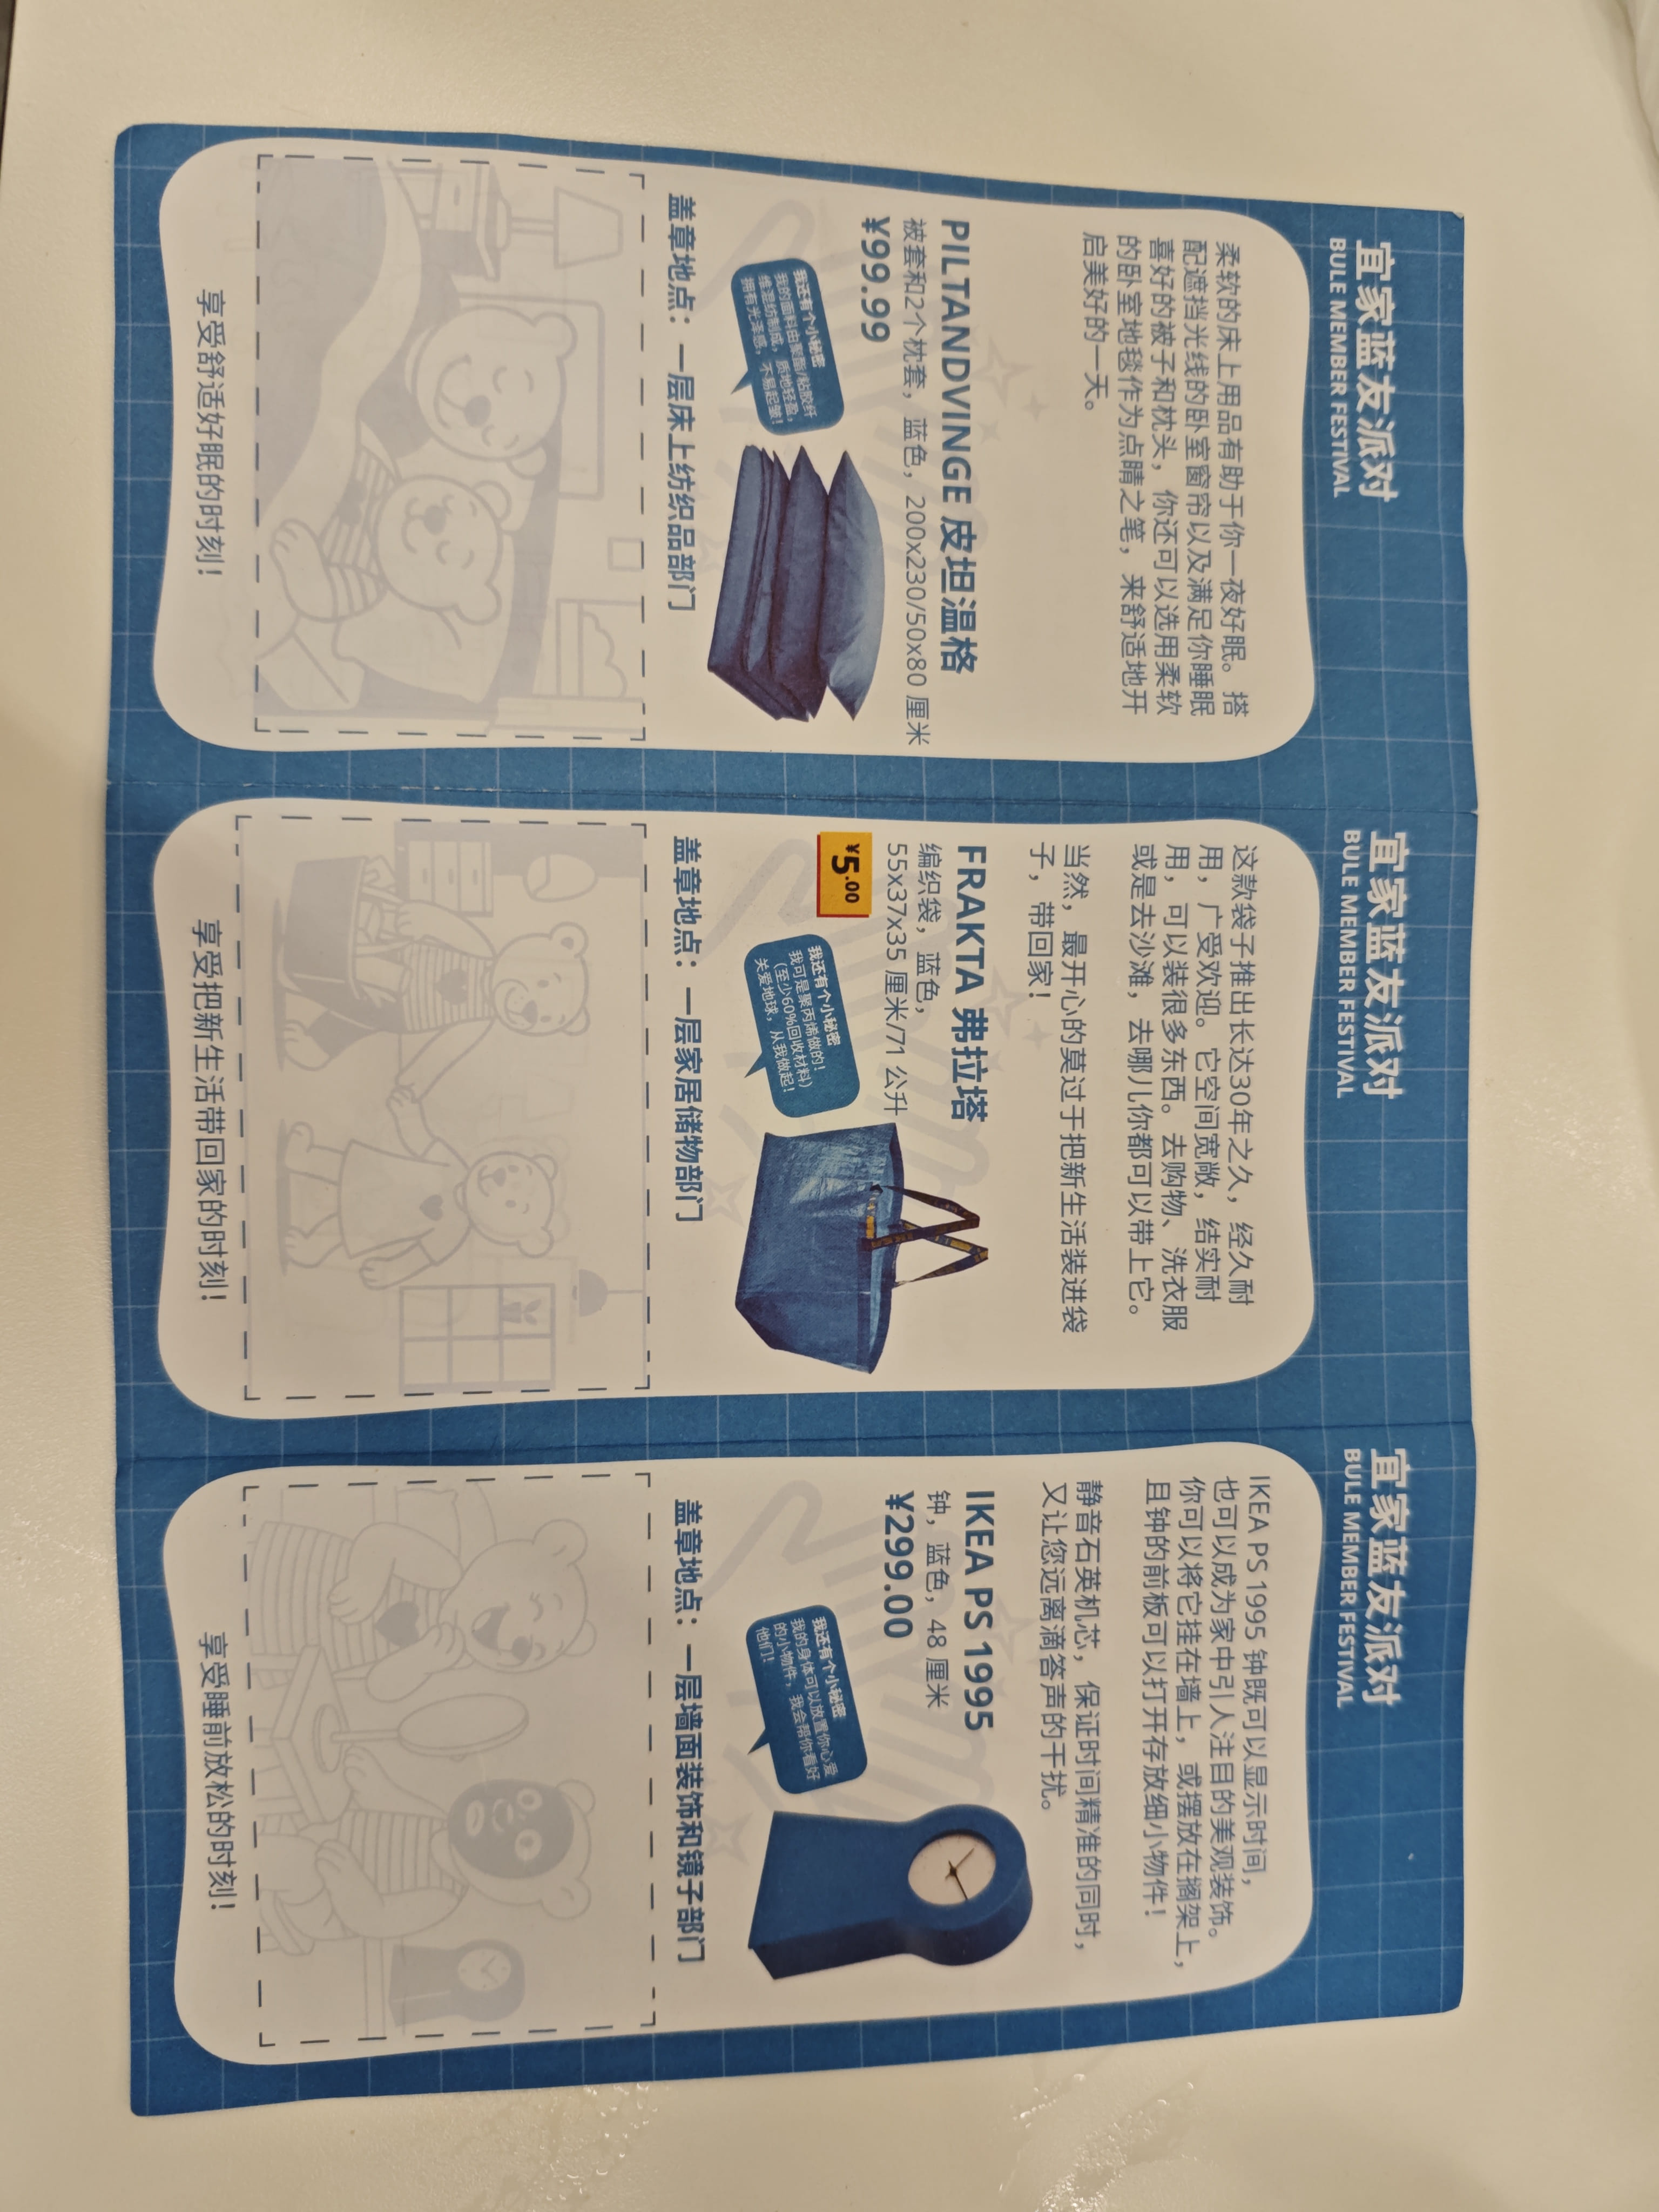 宜家蓝友派对
BULE MEMBER FESTIVAL
柔软的床上用品有助于你一夜好眠。搭
配遮挡光线的卧室窗帘以及满足你睡眠
喜好的被子和枕头，你还可以选用柔软
的卧室地毯作为点睛之笔，来舒适地开
启美好的一天。
PILTANDVINGE 皮坦温格
被套和2个枕套，蓝色，200x230/50x80 厘米
¥99.99
我还有个小秘密
我的面料由聚酯/粘胶纤
维混纺制成，质地轻盈，
拥有光泽感，不易起皱！
盖章地点：一层床上纺织品部门
享受舒适好眠的时刻！
宜家蓝友派对
BULE MEMBER FESTIVAL
这款袋子推出长达30年之久，经久耐
用，广受欢迎。它空间宽敞，结实耐
用，可以装很多东西。去购物、洗衣服
或是去沙滩，去哪儿你都可以带上它。
当然，最开心的莫过于把新生活装进袋
子，带回家！
FRAKTA 弗拉塔
编织袋，蓝色，
55x37x35 厘米/71 公升
¥5.00
我还有个小秘密
我可是聚丙烯做的！
（至少60%回收材料）
关爱地球，从我做起！
盖章地点：一层家居储物部门
享受把新生活带回家的时刻！
宜家蓝友派对
BULE MEMBER FESTIVAL
IKEA PS 1995 钟既可以显示时间，
也可以成为家中引人注目的美观装饰。
你可以将它挂在墙上，或摆放在搁架上，
且钟的前板可以打开存放细小物件！
静音石英机芯，保证时间精准的同时，
又让您远离滴答声的干扰。
IKEA PS 1995
钟，蓝色，48 厘米
¥299.00
我还有个小秘密
我的身体可以放置你心爱
的小物件，我会帮你看好
他们！
盖章地点：一层墙面装饰和镜子部门
享受睡前放松的时刻！